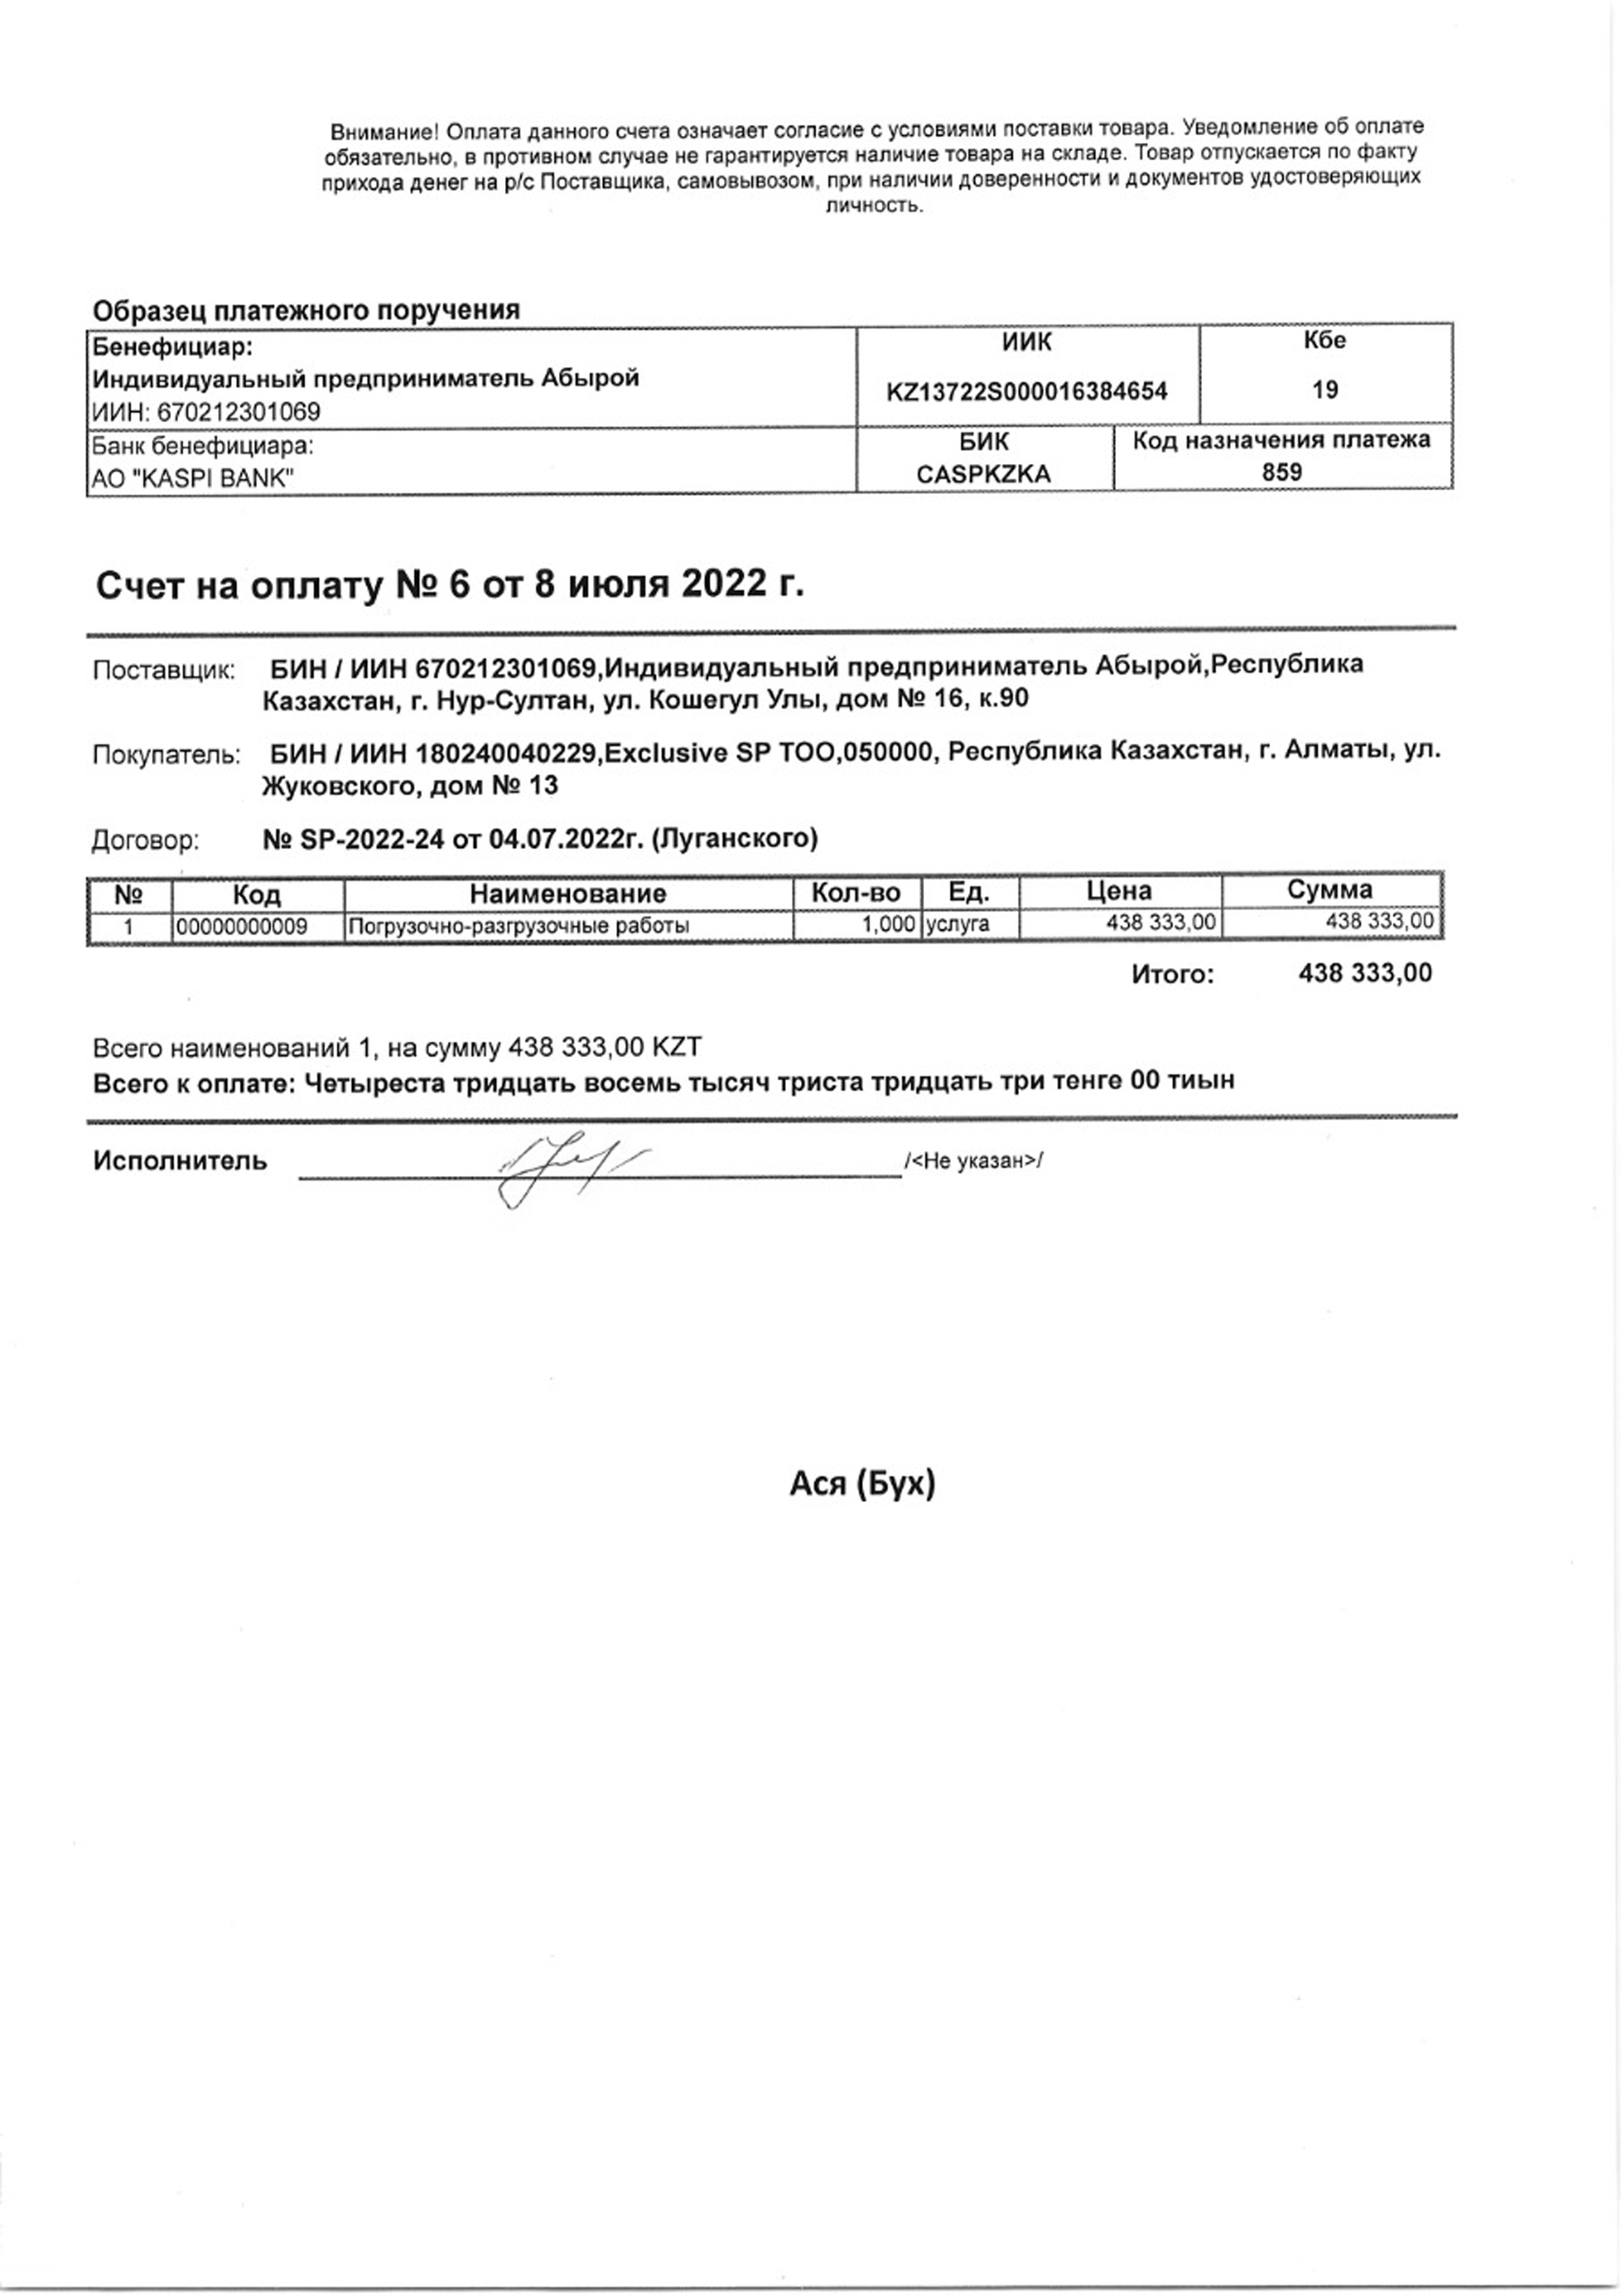 Внимание! Оплата данного счета означает согласие с условиями поставки товара. Уведомление об оплате
обязательно, в противном случае не гарантируется наличие товара на складе. Товар отпускается по факту
прихода денег на р/с Поставщика, самовывозом, при наличии доверенности и документов удостоверяющих
личность.
Образец платежного поручения
Бенефициар: ИИК Кбе
Индивидуальный предприниматель Абырой KZ13722S000016384654 19
ИИН: 670212301069
Банк бенефициара: БИК Код назначения платежа
АО "KASPI BANK" CASPKZKA 859
Счет на оплату № 6 от 8 июля 2022 г.
Поставщик: БИН / ИИН 670212301069,Индивидуальный предприниматель Абырой,Республика
Казахстан, г. Нур-Султан, ул. Кошегул Улы, дом № 16, к.90
Покупатель: БИН / ИИН 180240040229,Exclusive SP ТОО,050000, Республика Казахстан, г. Алматы, ул.
Жуковского, дом № 13
Договор: № SP-2022-24 от 04.07.2022г. (Луганского)
№ Код Наименование Кол-во Ед. Цена Сумма
1 00000000009 Погрузочно-разгрузочные работы 1,000 услуга 438 333,00 438 333,00
Итого: 438 333,00
Всего наименований 1, на сумму 438 333,00 KZT
Всего к оплате: Четыреста тридцать восемь тысяч триста тридцать три тенге 00 тиын
Исполнитель /<Не указан>/
Ася (Бух)